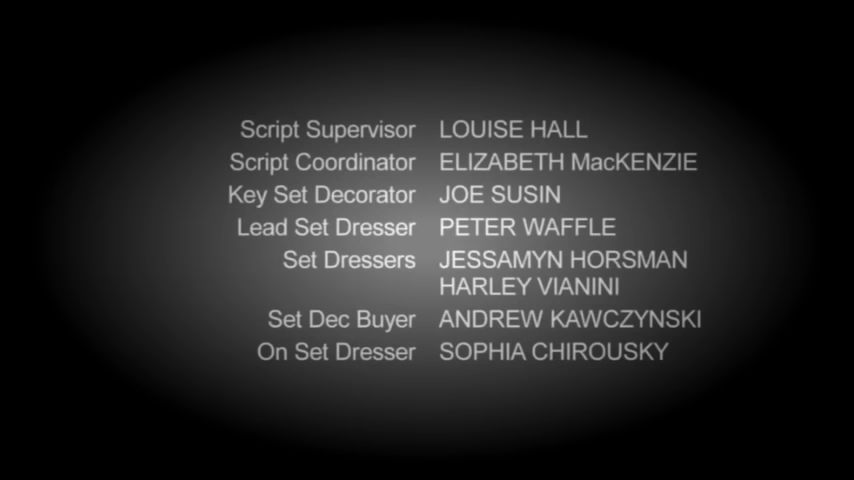 Script Supervisor LOUISE HALL
Script Coordinator ELIZABETH MacKENZIE
Key Set Decorator JOE SUSIN
Lead Set Dresser PETER WAFFLE
Set Dressers JESSAMYN HORSMAN
HARLEY VIANINI
Set Dec Buyer ANDREW KAWCZYNSKI
On Set Dresser SOPHIA CHIROUSKY